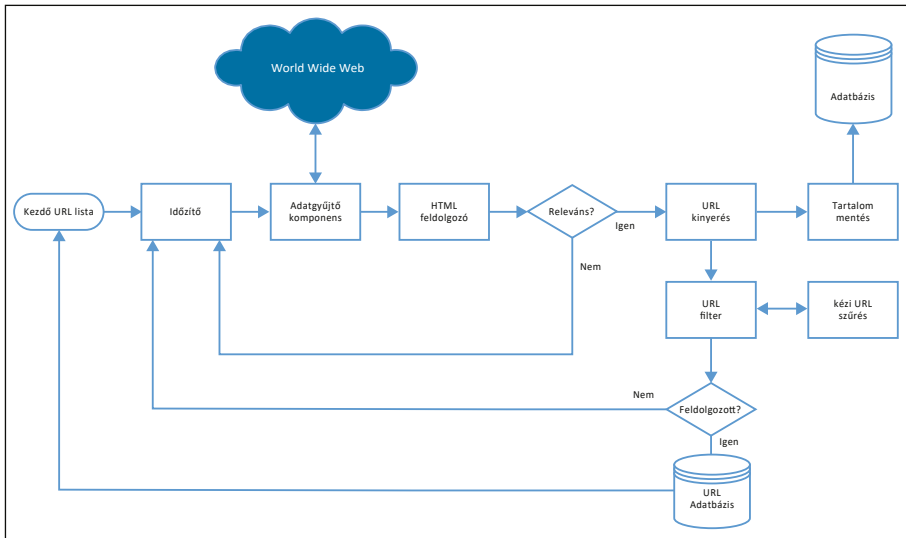 World Wide Web
Adatbázis
Kezdő URL lista
Időzítő
Adatgyűjtő
komponens
HTML
feldolgozó
Releváns?
Igen
URL
kinyerés
Tartalom
mentés
Nem
URL
filter
kézi URL
szűrés
Nem
Feldolgozott?
Igen
URL
Adatbázis